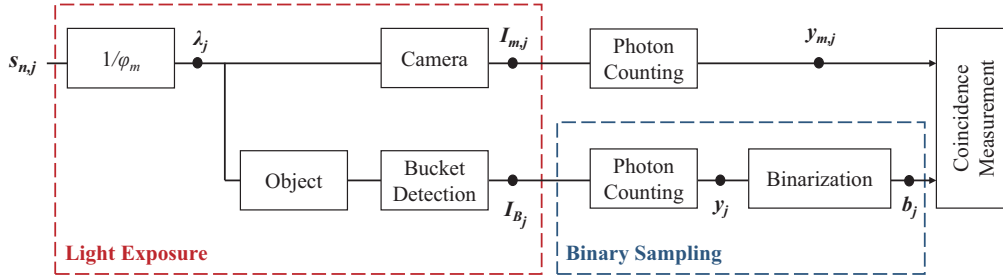 s_{n,j}
1/φ_m
λ_j
Camera
I_{m,j}
Photon
Counting
y_{m,j}
Coincidence
Measurement
Object
Bucket
Detection
I_{B_j}
Photon
Counting
y_j
Binarization
b_j
Light Exposure
Binary Sampling